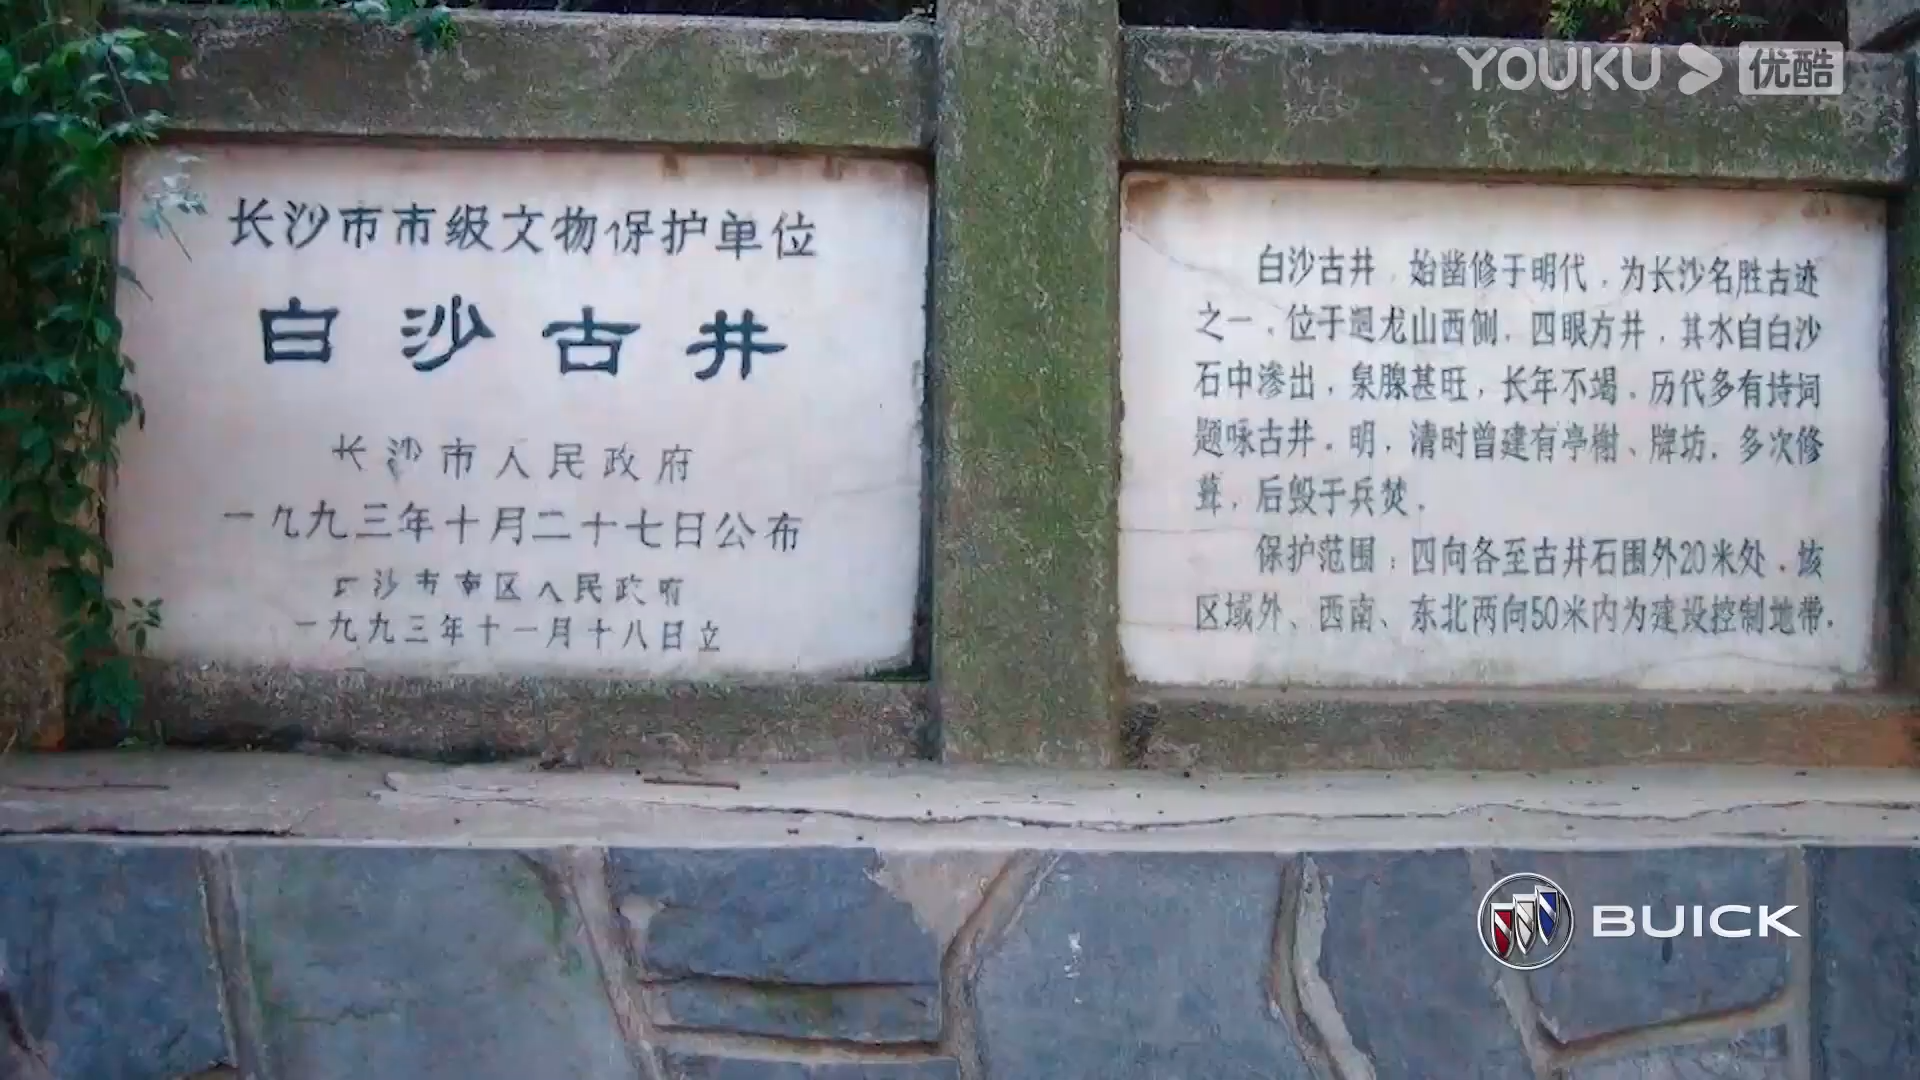 YOUKU 优酷
长沙市市级文物保护单位
白沙古井
长沙市人民政府
一九九三年十月二十七日公布
长沙市南区人民政府
一九九三年十一月十八日立
白沙古井,始凿修于明代,为长沙名胜古迹
之一,位于迴龙山西侧,四眼方井,其水自白沙
石中渗出,泉腺甚旺,长年不竭.历代多有诗词
题咏古井.明,清时曾建有亭榭、牌坊,多次修
葺,后毁于兵焚.
保护范围:四向各至古井石围外20米处.该
区域外、西南、东北两向50米内为建设控制地带.
BUICK